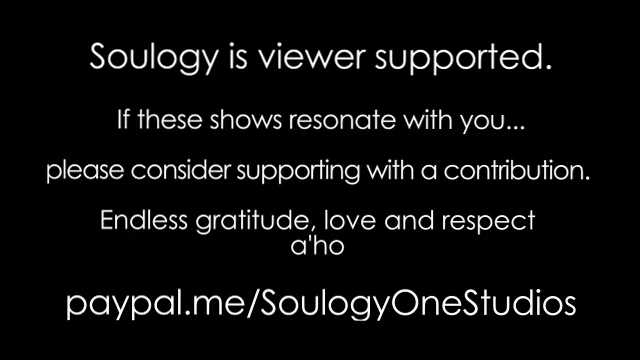 Soulogy is viewer supported.
If these shows resonate with you...
please consider supporting with a contribution.
Endless gratitude, love and respect
a'ho
paypal.me/SoulogyOneStudios